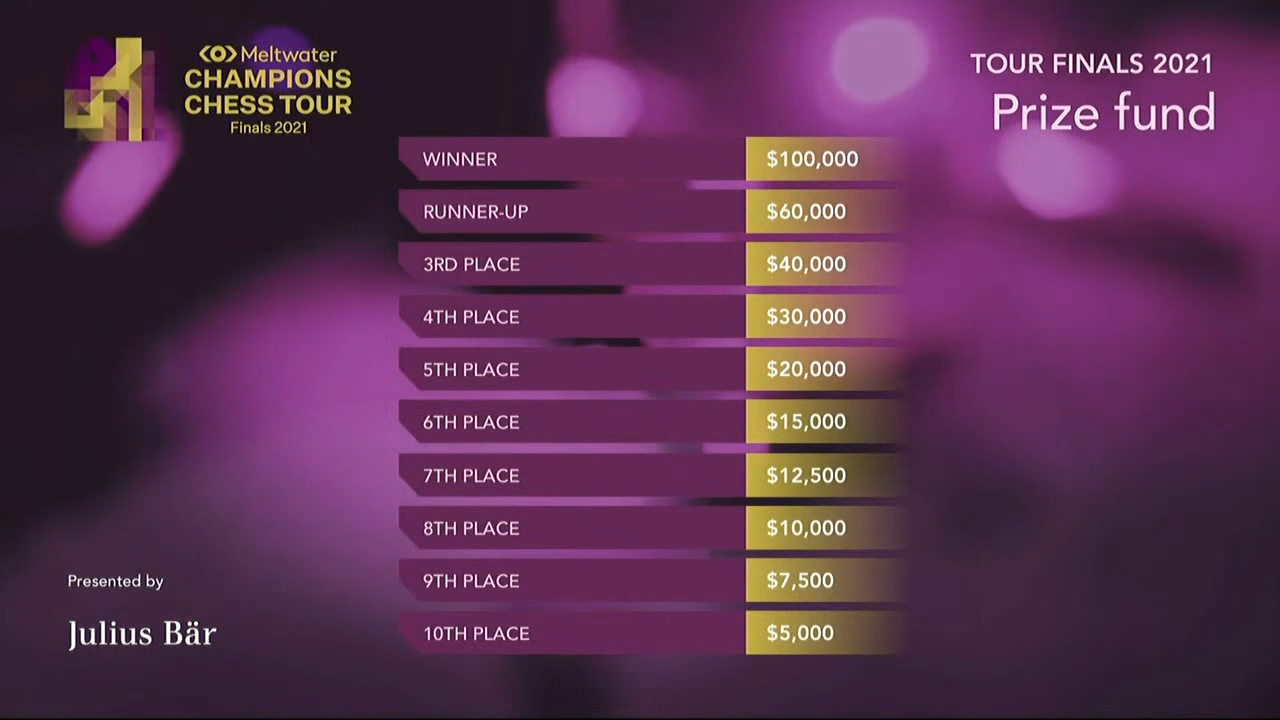 Meltwater
CHAMPIONS
CHESS TOUR
Finals 2021
TOUR FINALS 2021
Prize fund
WINNER $100,000
RUNNER-UP $60,000
3RD PLACE $40,000
4TH PLACE $30,000
5TH PLACE $20,000
6TH PLACE $15,000
7TH PLACE $12,500
8TH PLACE $10,000
9TH PLACE $7,500
10TH PLACE $5,000
Presented by
Julius Bär